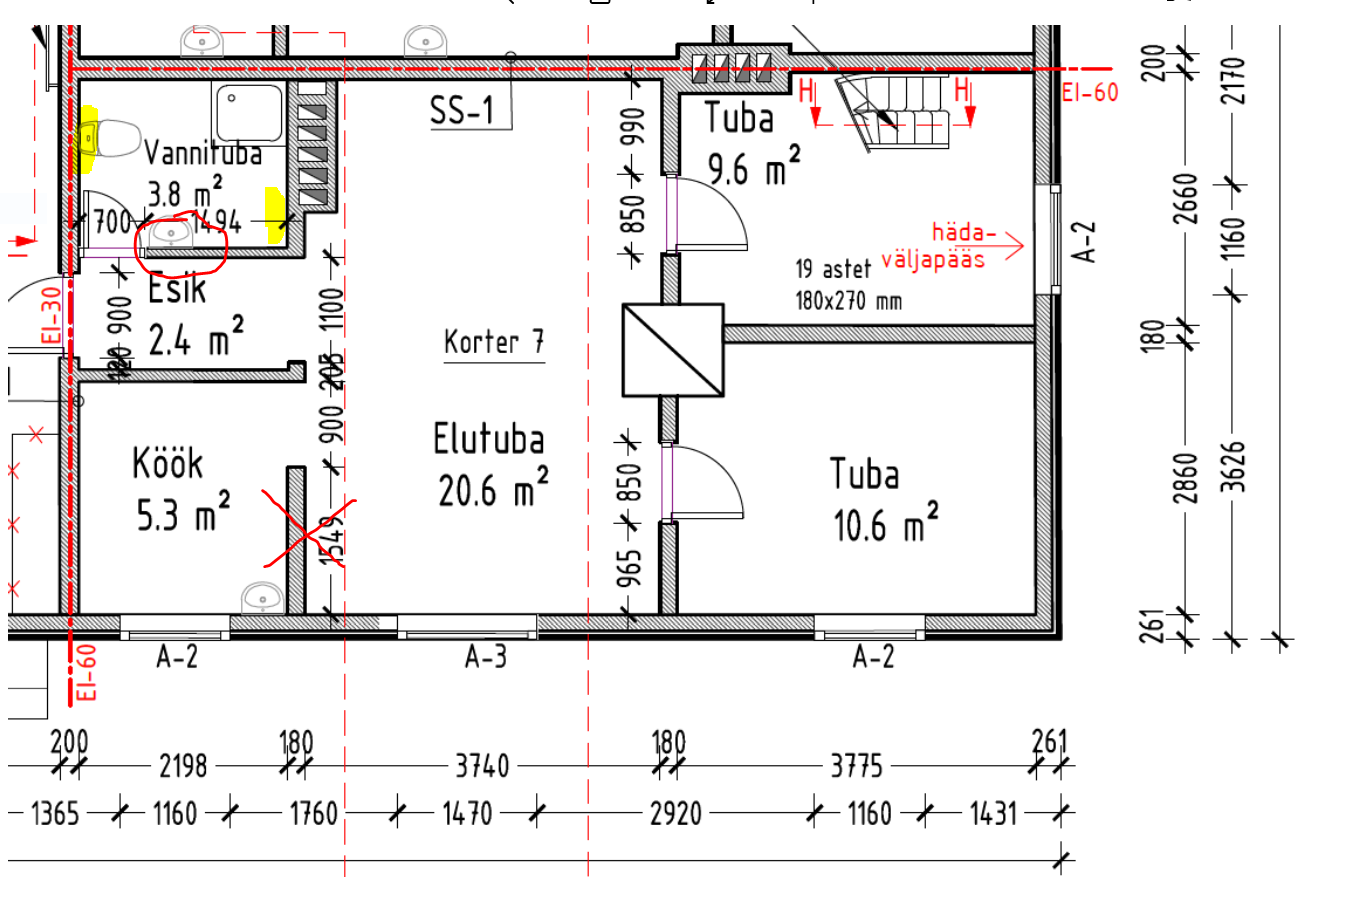 SS-1
Tuba
9.6 m²
H
H
EI-60
Vannituba
3.8 m²
700
1494
990
850
200
2170
2660
1160
A-2
häda-
väljapääs
19 astet
180x270 mm
I
EI-30
Esik
2.4 m²
900
120
1100
205
Korter 7
180
Köök
5.3 m²
900
1549
Elutuba
20.6 m²
850
965
Tuba
10.6 m²
2860
3626
261
EI-60
A-2
A-3
A-2
200
2198
180
3740
180
3775
261
1365
1160
1760
1470
2920
1160
1431